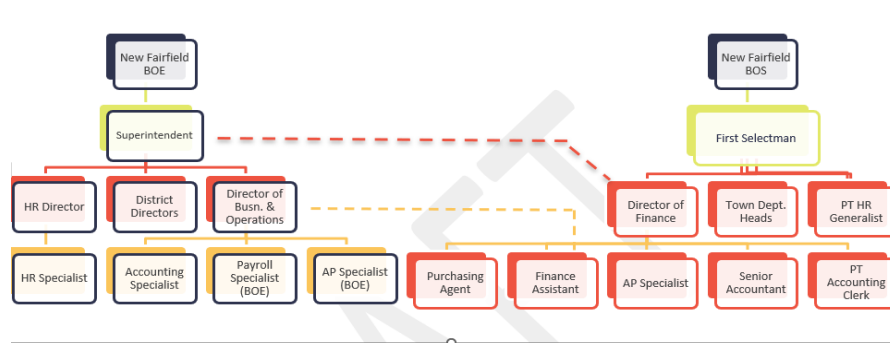 New Fairfield
BOE
New Fairfield
BOS
Superintendent
First Selectman
HR Director
District
Directors
Director of
Busn. &
Operations
Director of
Finance
Town Dept.
Heads
PT HR
Generalist
HR Specialist
Accounting
Specialist
Payroll
Specialist
(BOE)
AP Specialist
(BOE)
Purchasing
Agent
Finance
Assistant
AP Specialist
Senior
Accountant
PT
Accounting
Clerk